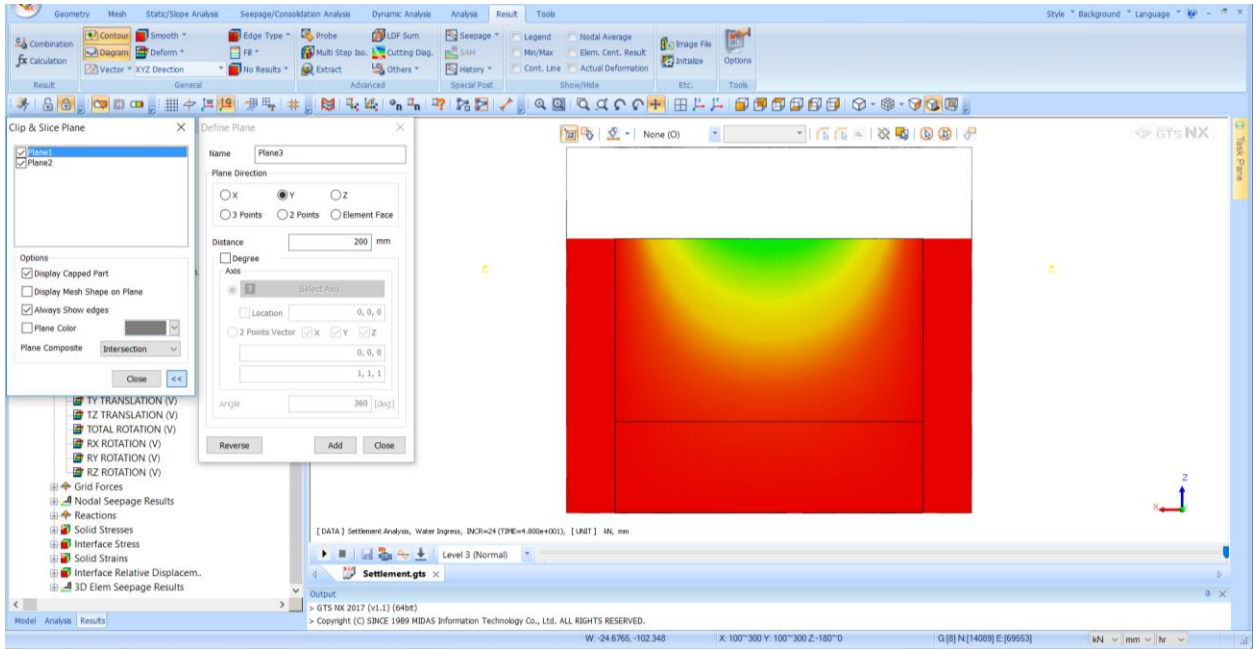 Geometry Mesh Static/Slope Analysis Seepage/Consolidation Analysis Dynamic Analysis Analysis Result Tools Style Background Language
Combination Contour Smooth Edge Type Probe LDF Sum Seepage Legend Nodal Average Image File
Calculation Diagram Deform Fill Multi Step Iso. Cutting Diag. SAM Min/Max Elem. Cent. Result Initialze Options
Vector XYZ Direction No Results Extract Others History Cont. Line Actual Deformation
Result General Advanced Special Post Show/Hide Etc. Tools
Clip & Slice Plane
Plane1
Plane2
Options
Display Capped Part
Display Mesh Shape on Plane
Always Show edges
Plane Color
Plane Composite Intersection
Close <<
Define Plane
Name Plane3
Plane Direction
X Y Z
3 Points 2 Points Element Face
Distance 200 mm
Degree
Axis
Select Axis
Location 0, 0, 0
2 Points Vector X Y Z
0, 0, 0
1, 1, 1
Angle 360 [deg]
Reverse Add Close
None (O)
GTS NX
Task Pane
z z
Z
X
TY TRANSLATION (V)
TZ TRANSLATION (V)
TOTAL ROTATION (V)
RX ROTATION (V)
RY ROTATION (V)
RZ ROTATION (V)
Grid Forces
Nodal Seepage Results
Reactions
Solid Stresses
Interface Stress
Solid Strains
Interface Relative Displacem..
3D Elem Seepage Results
Model Analysis Results
[DATA] Settlement Analysis, Water Ingress, INCR=24 (TIME=4.800e+001), [UNIT] kN, mm
Level 3 (Normal)
Settlement.gts
Output
> GTS NX 2017 (v1.1) (64bit)
> Copyright (C) SINCE 1989 MIDAS Information Technology Co., Ltd. ALL RIGHTS RESERVED.
W: -24.6765, -102.348 X: 100~300 Y: 100~300 Z:-180~0 G:[8] N:[14089] E:[69553] kN mm hr